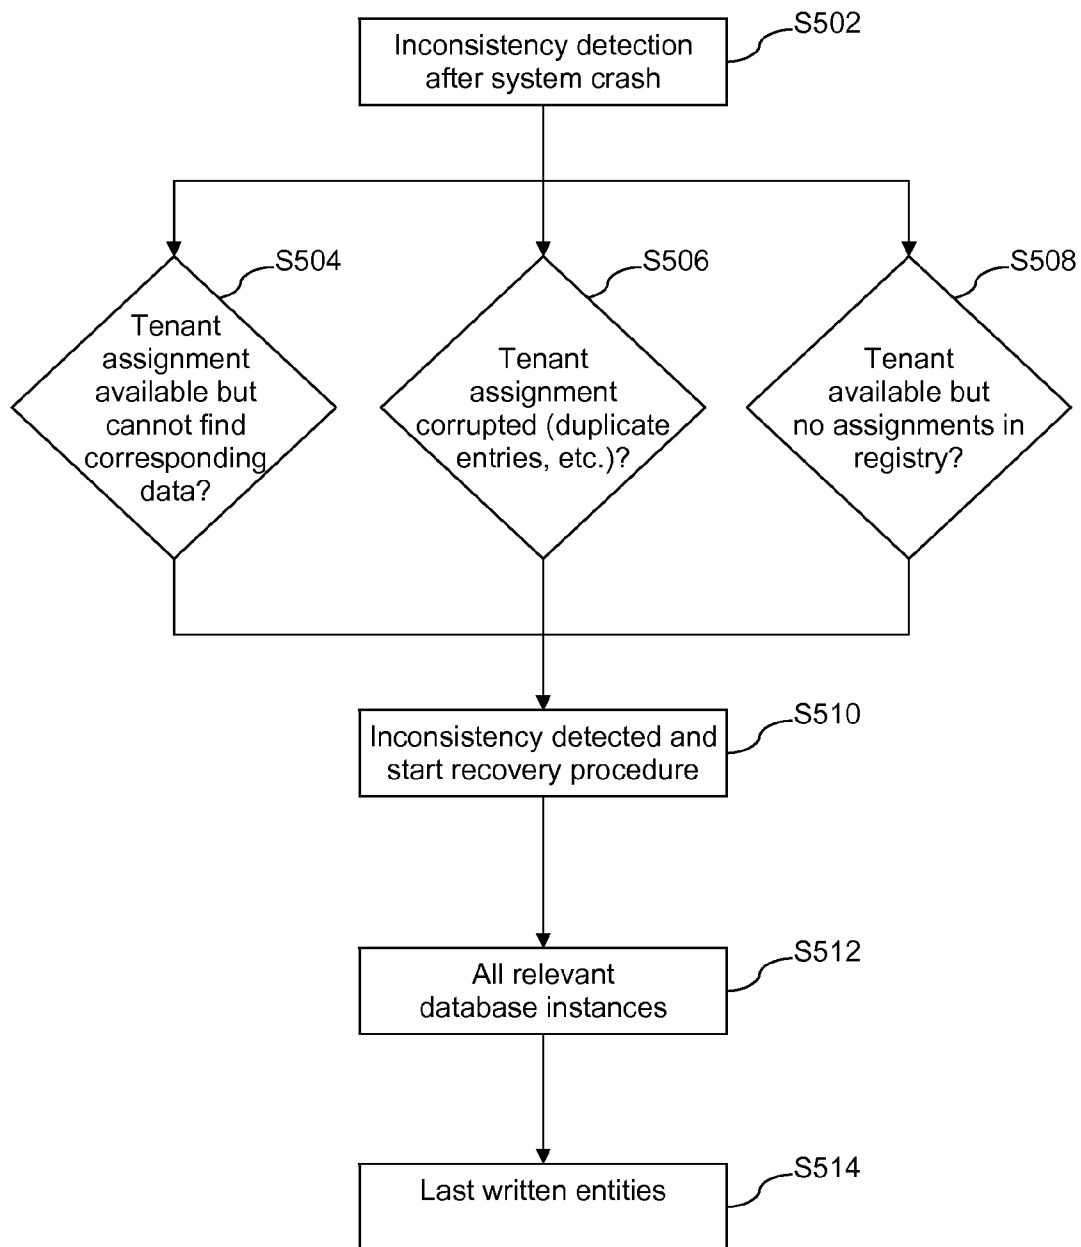 S502
Inconsistency detection
after system crash
S504
Tenant
assignment
available but
cannot find
corresponding
data?
S506
Tenant
assignment
corrupted (duplicate
entries, etc.)?
S508
Tenant
available but
no assignments in
registry?
S510
Inconsistency detected and
start recovery procedure
S512
All relevant
database instances
S514
Last written entities